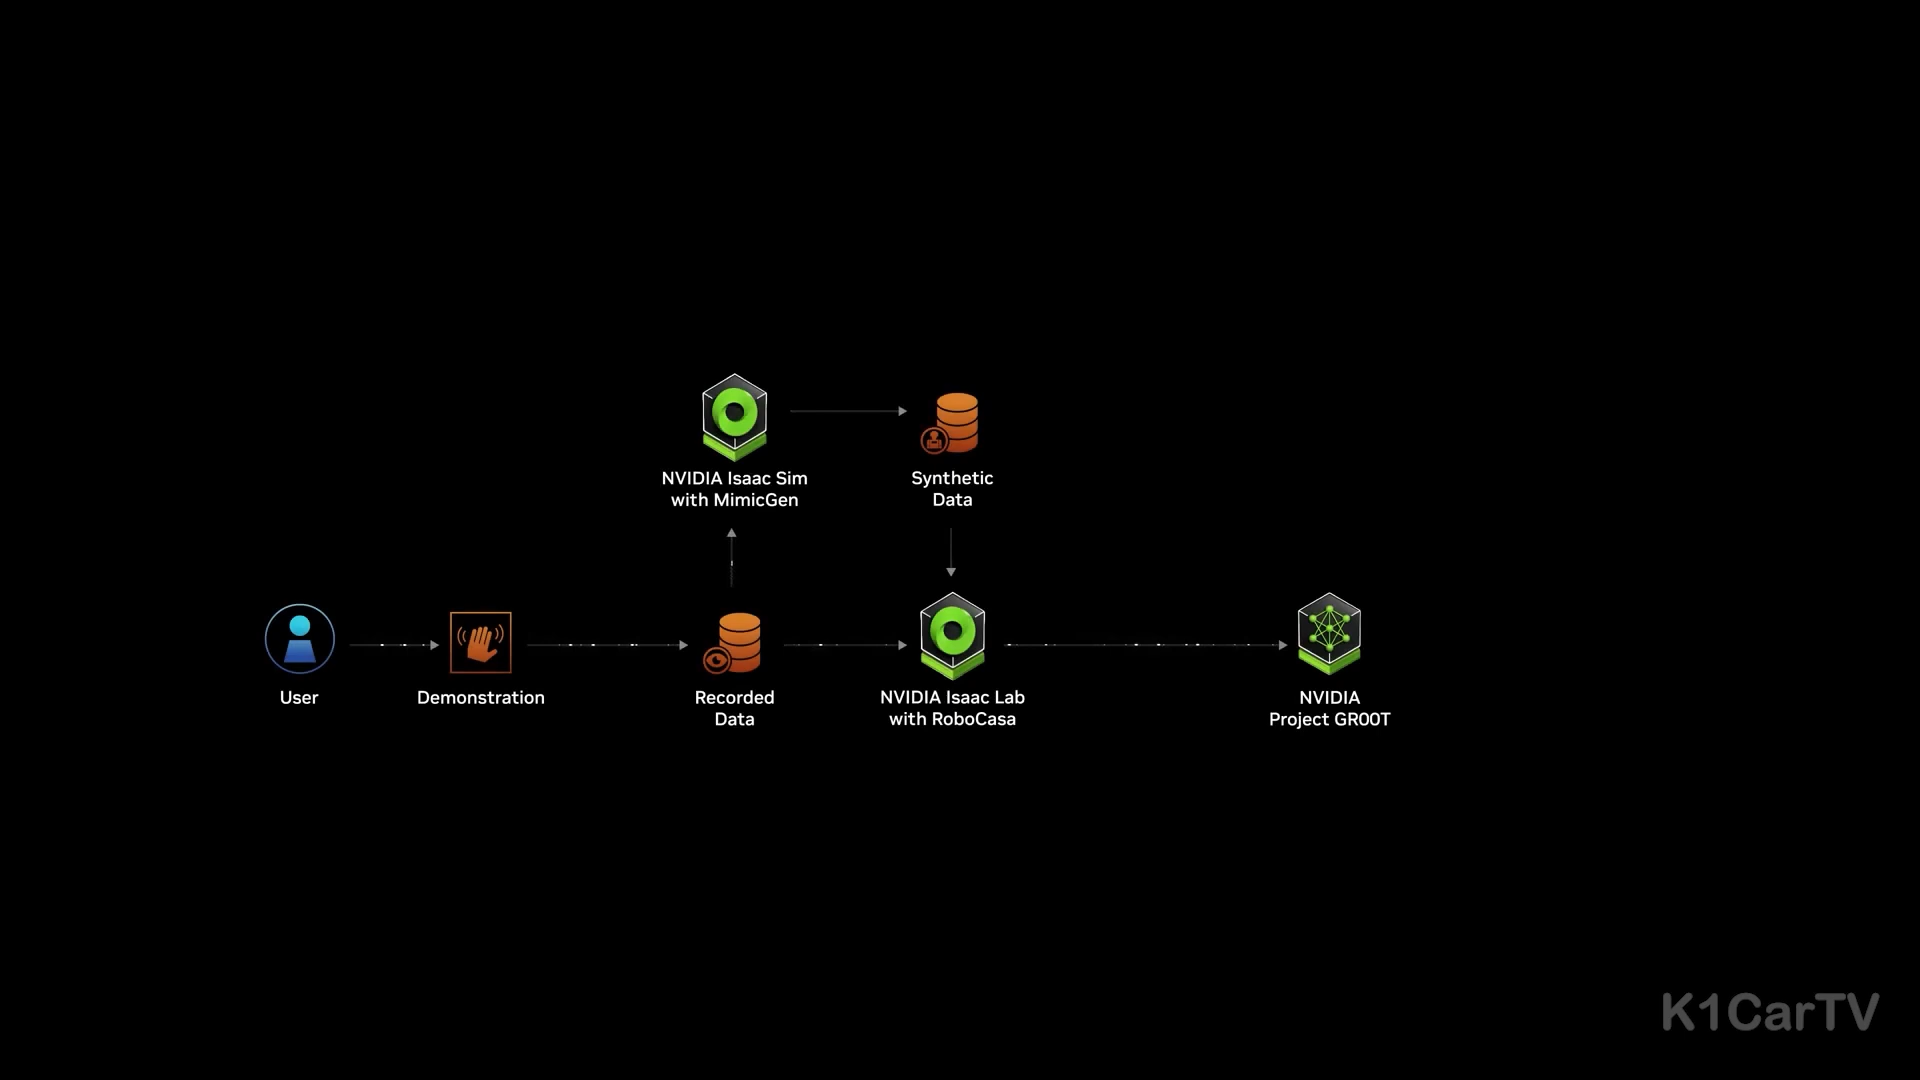 NVIDIA Isaac Sim
with MimicGen
Synthetic
Data
User
Demonstration
Recorded
Data
NVIDIA Isaac Lab
with RoboCasa
NVIDIA
Project GR00T
K1CarTV